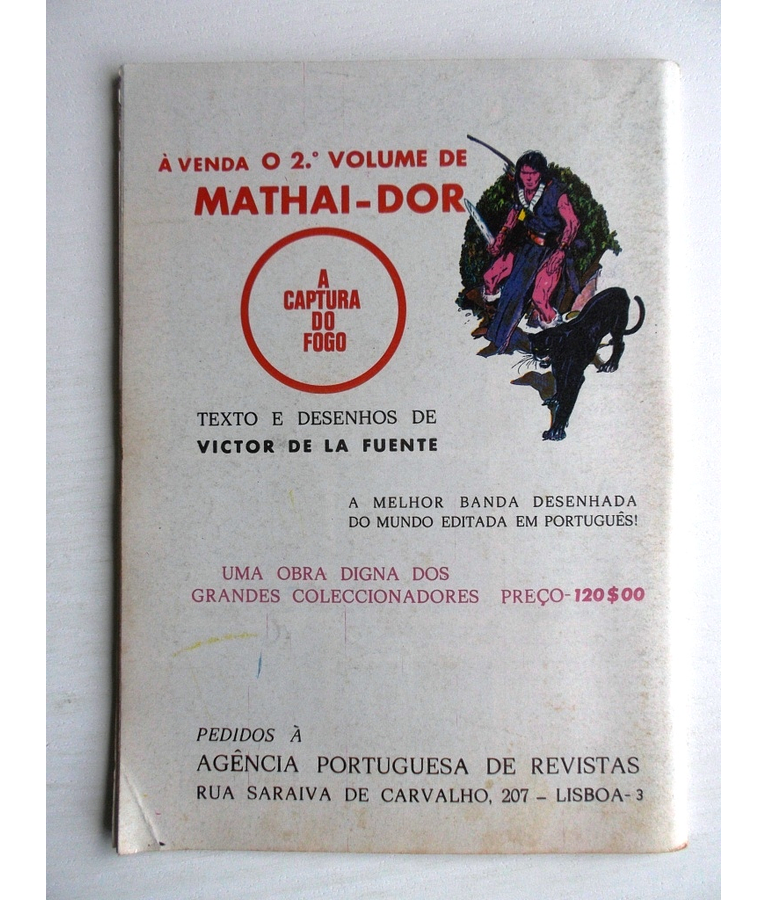 À VENDA O 2.º VOLUME DE
MATHAI-DOR
A
CAPTURA
DO
FOGO
TEXTO E DESENHOS DE
VICTOR DE LA FUENTE
A MELHOR BANDA DESENHADA
DO MUNDO EDITADA EM PORTUGUÊS!
UMA OBRA DIGNA DOS
GRANDES COLECCIONADORES PREÇO-120$00
PEDIDOS À
AGÊNCIA PORTUGUESA DE REVISTAS
RUA SARAIVA DE CARVALHO, 207 – LISBOA-3